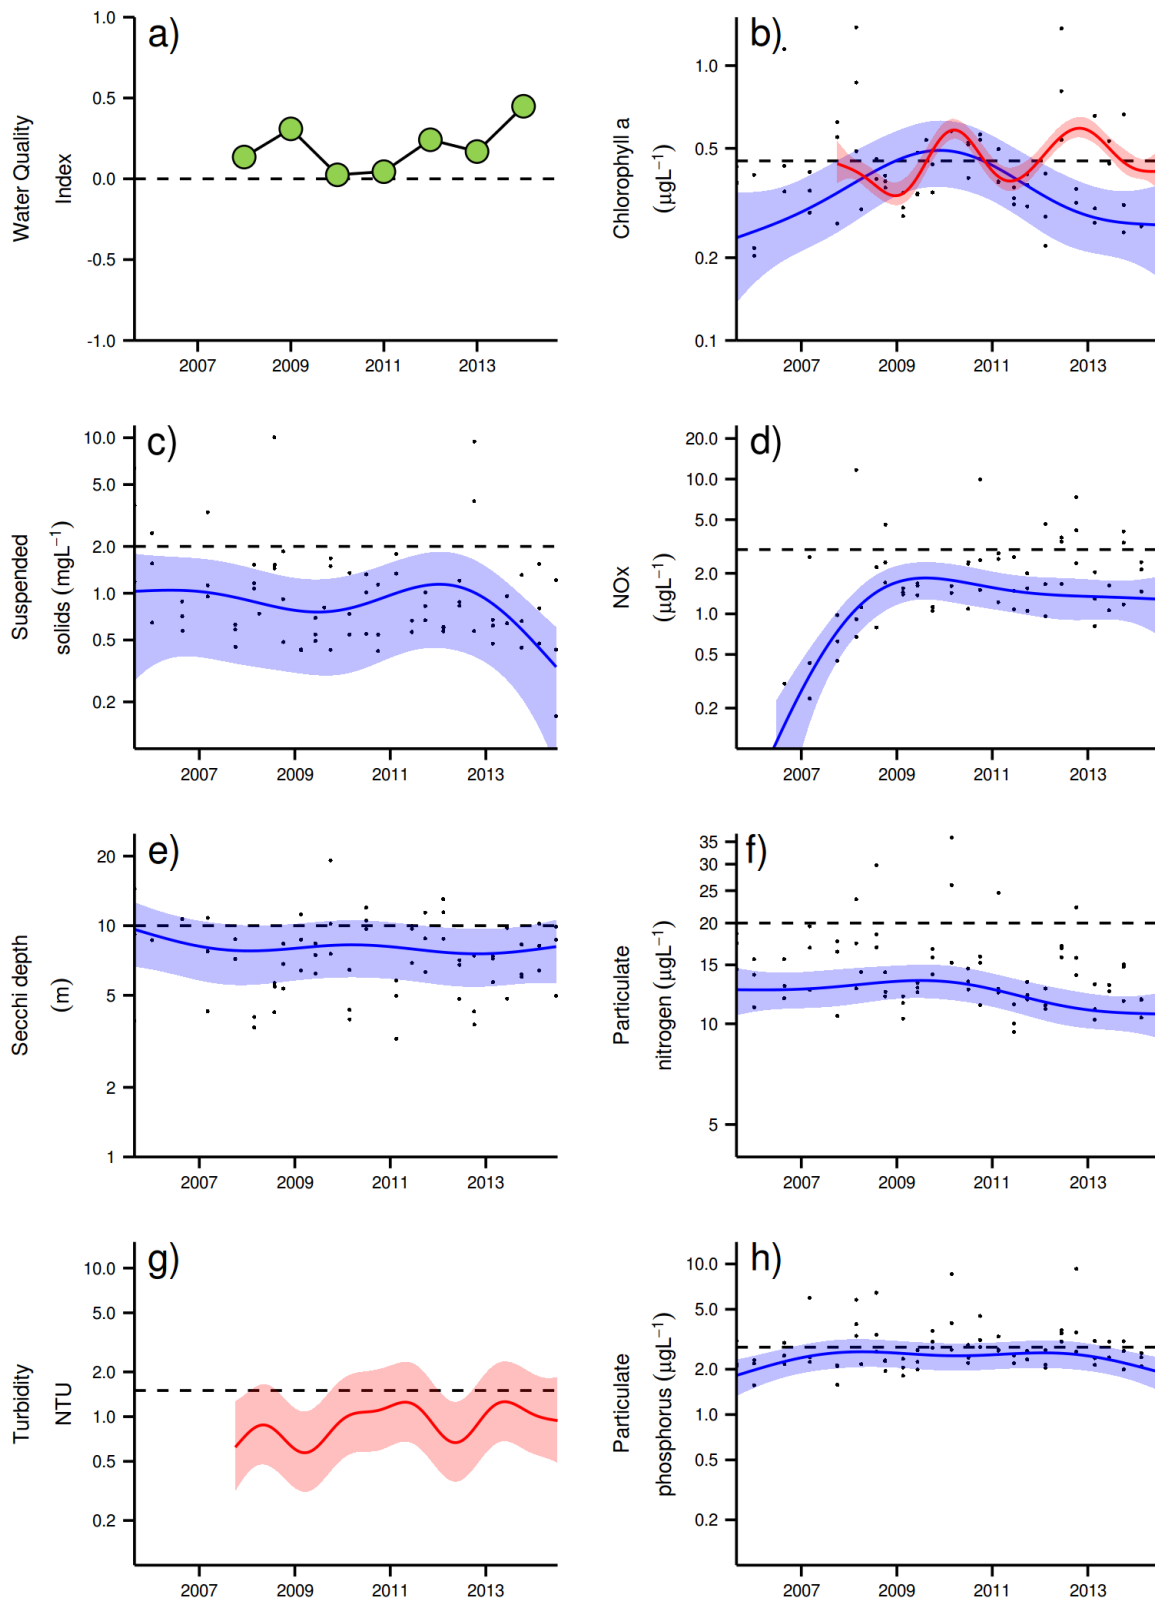 a)
Water Quality
Index
1.0
0.5
0.0
-0.5
-1.0
2007 2009 2011 2013
b)
Chlorophyll a
(μgL⁻¹)
1.0
0.5
0.2
0.1
2007 2009 2011 2013
c)
Suspended
solids (mgL⁻¹)
10.0
5.0
2.0
1.0
0.5
0.2
2007 2009 2011 2013
d)
NOx
(μgL⁻¹)
20.0
10.0
5.0
2.0
1.0
0.5
0.2
2007 2009 2011 2013
e)
Secchi depth
(m)
20
10
5
2
1
2007 2009 2011 2013
f)
Particulate
nitrogen (μgL⁻¹)
35
30
25
20
15
10
5
2007 2009 2011 2013
g)
Turbidity
NTU
10.0
5.0
2.0
1.0
0.5
0.2
2007 2009 2011 2013
h)
Particulate
phosphorus (μgL⁻¹)
10.0
5.0
2.0
1.0
0.5
0.2
2007 2009 2011 2013